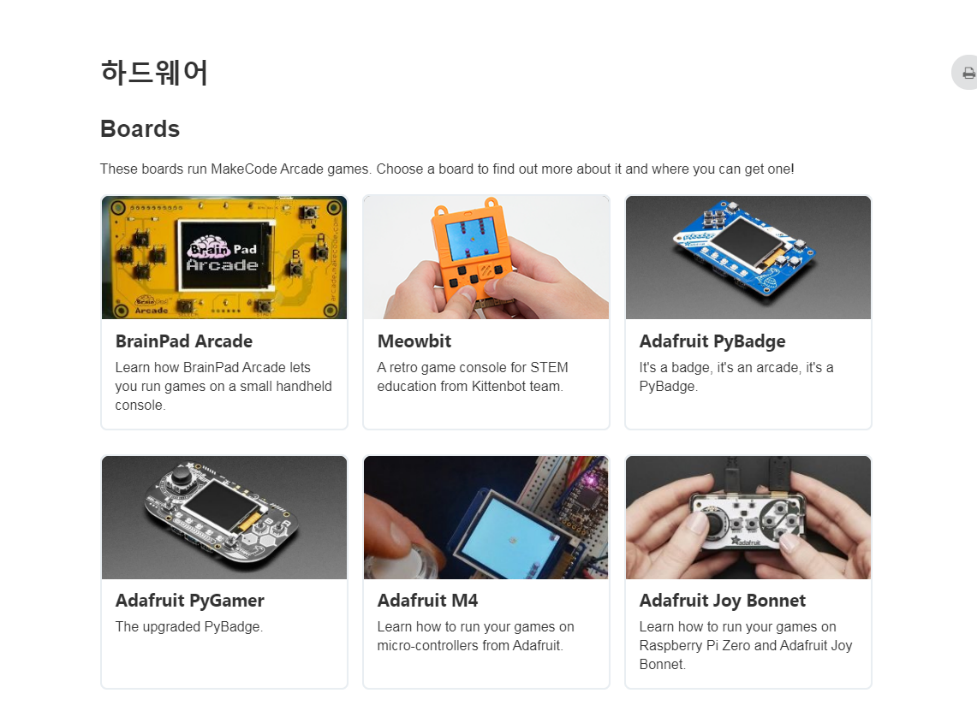 하드웨어
Boards
These boards run MakeCode Arcade games. Choose a board to find out more about it and where you can get one!
Brain Pad
Arcade
B
BrainPad
Arcade
BrainPad Arcade
Learn how BrainPad Arcade lets
you run games on a small handheld
console.
Meowbit
A retro game console for STEM
education from Kittenbot team.
Adafruit PyBadge
It's a badge, it's an arcade, it's a
PyBadge.
adafruit
Adafruit PyGamer
The upgraded PyBadge.
Adafruit M4
Learn how to run your games on
micro-controllers from Adafruit.
Adafruit Joy Bonnet
Learn how to run your games on
Raspberry Pi Zero and Adafruit Joy
Bonnet.